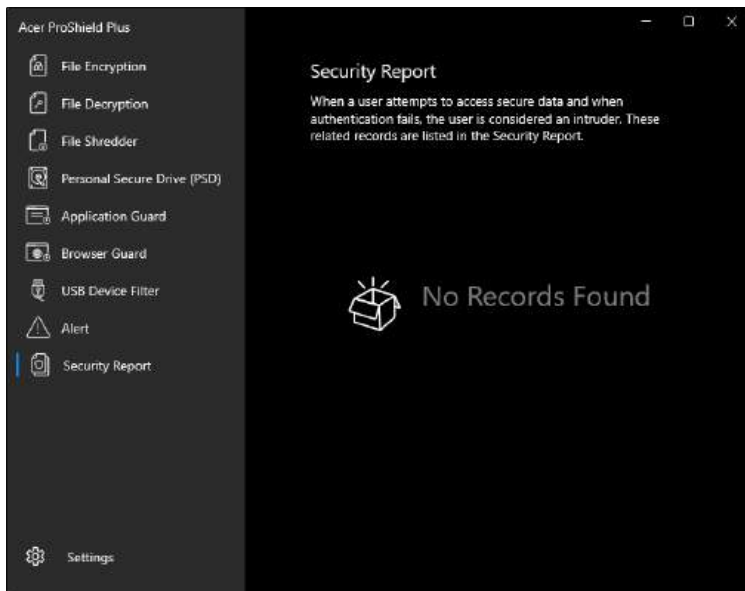 Acer ProShield Plus
File Encryption
File Decryption
File Shredder
Personal Secure Drive (PSD)
Application Guard
Browser Guard
USB Device Filter
Alert
Security Report
Settings
Security Report
When a user attempts to access secure data and when
authentication fails, the user is considered an intruder. These
related records are listed in the Security Report.
No Records Found